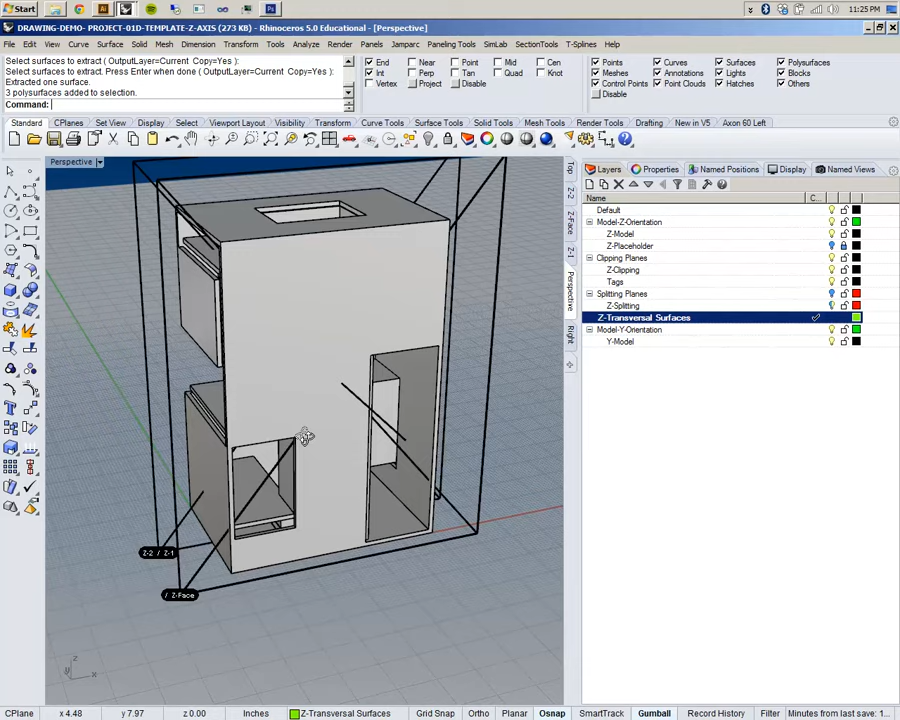 Start
11:25 PM
DRAWING-DEMO- PROJECT-01D-TEMPLATE-Z-AXIS (273 KB) - Rhinoceros 5.0 Educational - [Perspective]
File Edit View Curve Surface Solid Mesh Dimension Transform Tools Analyze Render Panels Jamparc Paneling Tools SimLab SectionTools T-Splines Help
Select surfaces to extract ( OutputLayer=Current Copy=Yes ):
Select surfaces to extract. Press Enter when done ( OutputLayer=Current Copy=Yes ):
Extracted one surface.
3 polysurfaces added to selection.
Command:
End Near Point Mid Cen
Int Perp Tan Quad Knot
Vertex Project Disable
Points Curves Surfaces Polysurfaces
Meshes Annotations Lights Blocks
Control Points Point Clouds Hatches Others
Disable
Standard CPlanes Set View Display Select Viewport Layout Visibility Transform Curve Tools Surface Tools Solid Tools Mesh Tools Render Tools Drafting New in V5 Axon 60 Left
Perspective
Top
Z-2
Z-Face
Z-1
Perspective
Right
Layers Properties Named Positions Display Named Views
Name C...
Default
Model-Z-Orientation
Z-Model
Z-Placeholder
Clipping Planes
Z-Clipping
Tags
Splitting Planes
Z-Splitting
Z-Transversal Surfaces
Model-Y-Orientation
Y-Model
Z-2 / Z-1
/ Z-Face
z
y
x
CPlane x 4.48 y 7.97 z 0.00 Inches Z-Transversal Surfaces Grid Snap Ortho Planar Osnap SmartTrack Gumball Record History Filter Minutes from last save: 1...